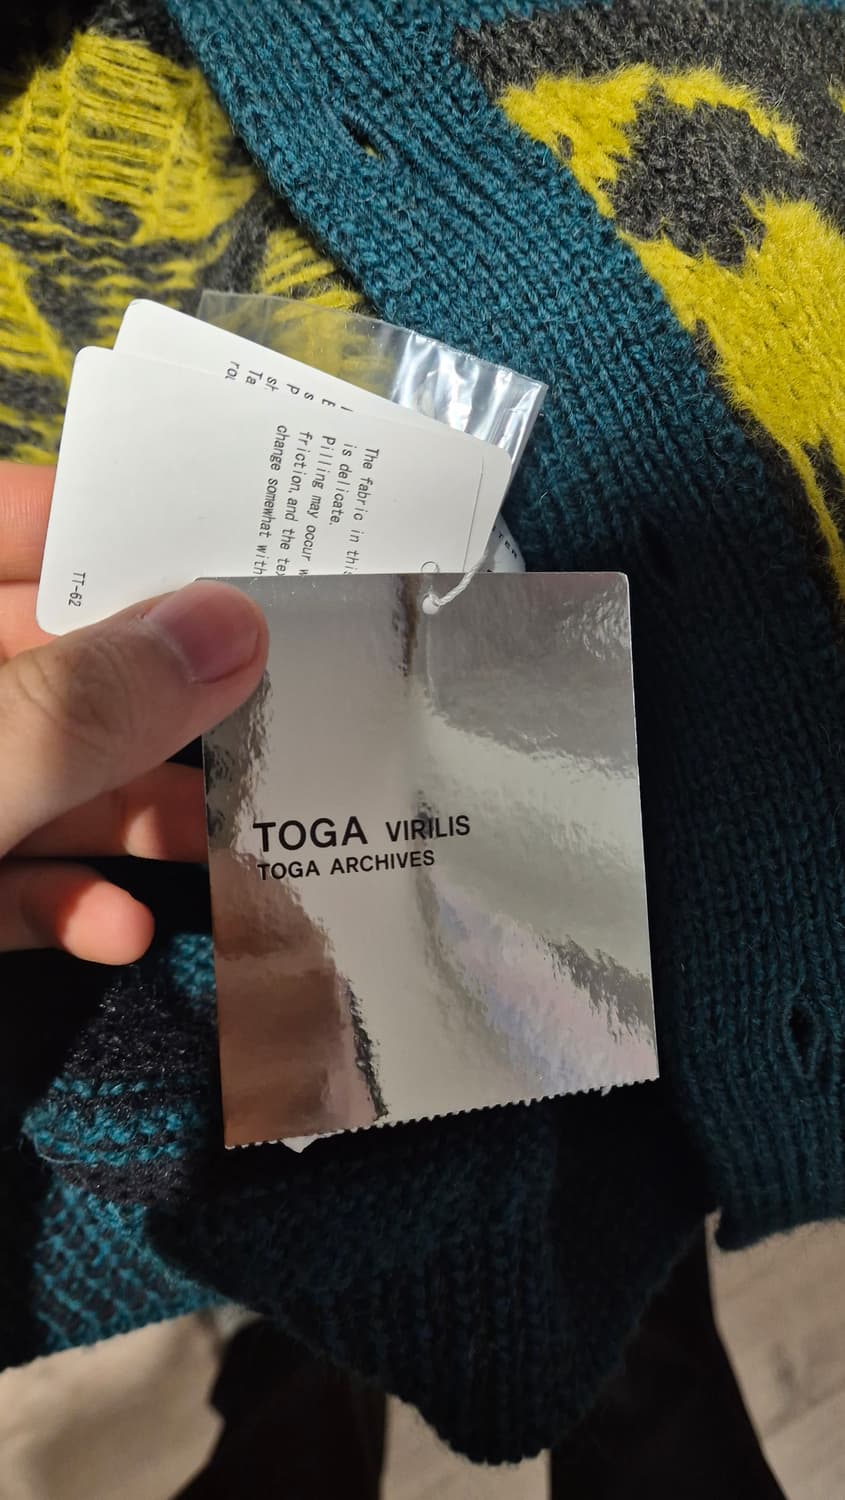 The fabric in this
is delicate.
Pilling may occur
friction, and the
change somewhat with
TT-62
TOGA VIRILIS
TOGA ARCHIVES